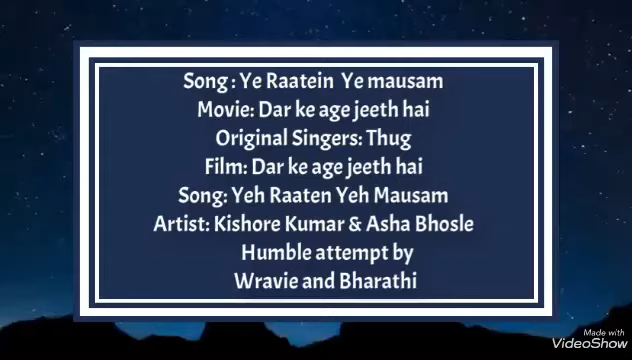 Song : Ye Raatein Ye mausam
Movie: Dar ke age jeeth hai
Original Singers: Thug
Film: Dar ke age jeeth hai
Song: Yeh Raaten Yeh Mausam
Artist: Kishore Kumar & Asha Bhosle
Humble attempt by
Wravie and Bharathi
Made with
VideoShow